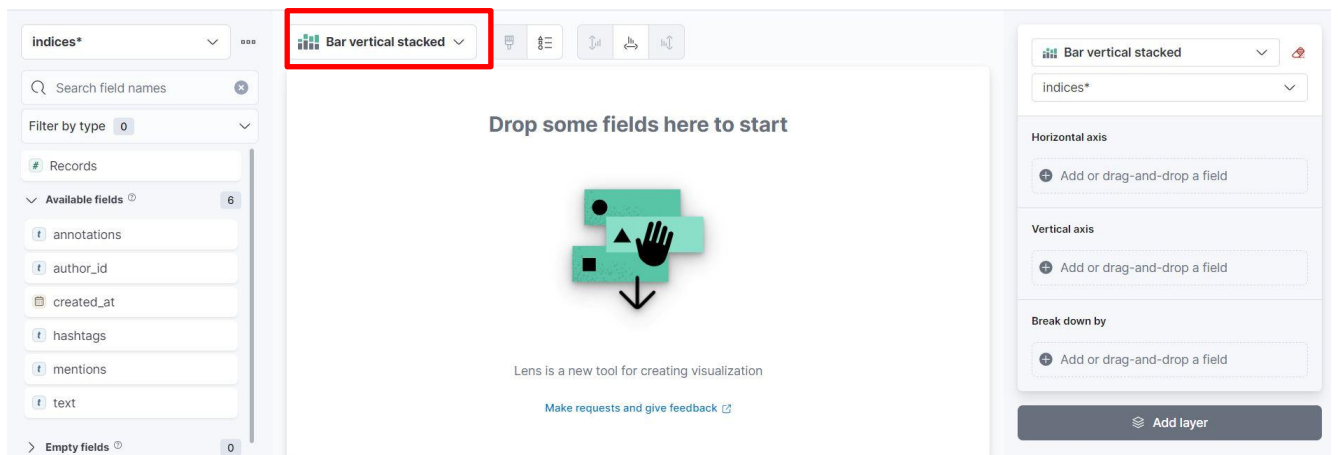 indices*
Search field names
Filter by type 0
# Records
Available fields 6
t annotations
t author_id
created_at
t hashtags
t mentions
t text
Empty fields 0
Bar vertical stacked
Drop some fields here to start
Lens is a new tool for creating visualization
Make requests and give feedback
Bar vertical stacked
indices*
Horizontal axis
Add or drag-and-drop a field
Vertical axis
Add or drag-and-drop a field
Break down by
Add or drag-and-drop a field
Add layer